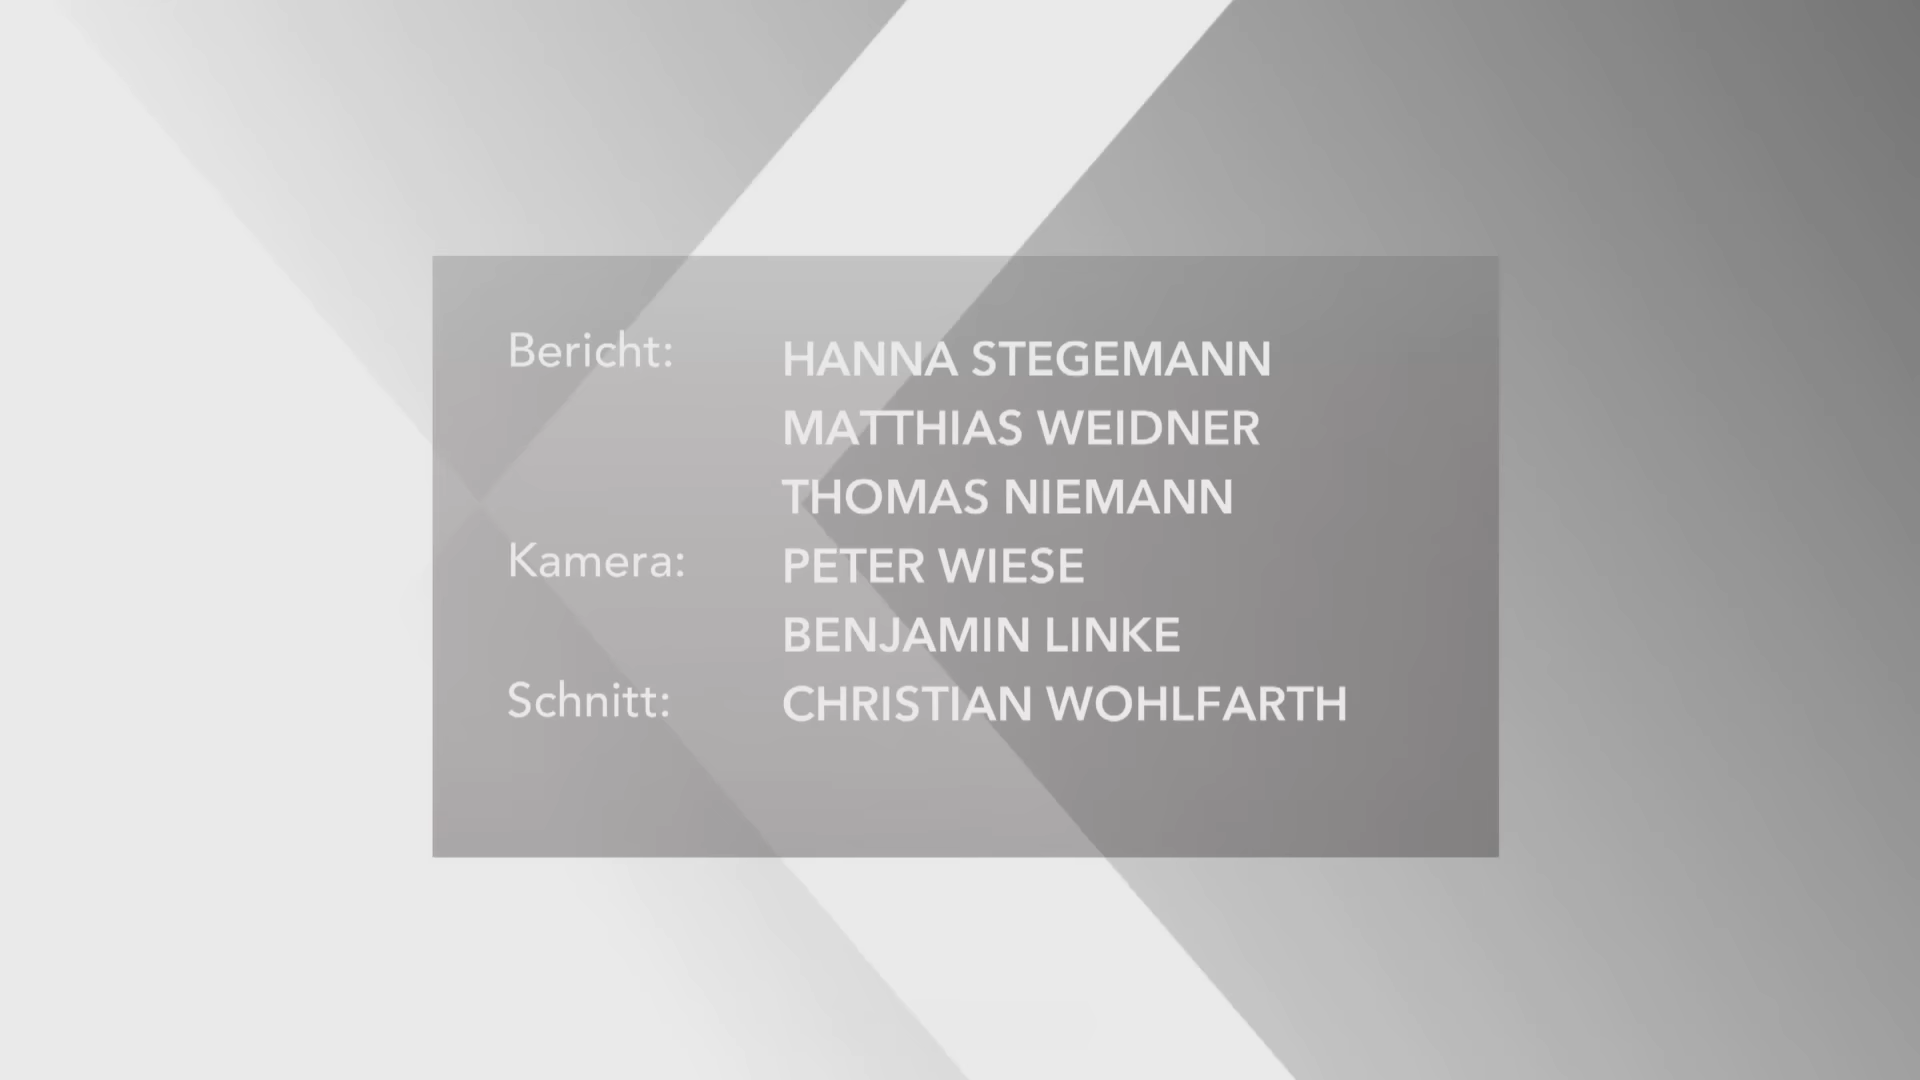 Bericht: HANNA STEGEMANN
MATTHIAS WEIDNER
THOMAS NIEMANN
Kamera: PETER WIESE
BENJAMIN LINKE
Schnitt: CHRISTIAN WOHLFARTH